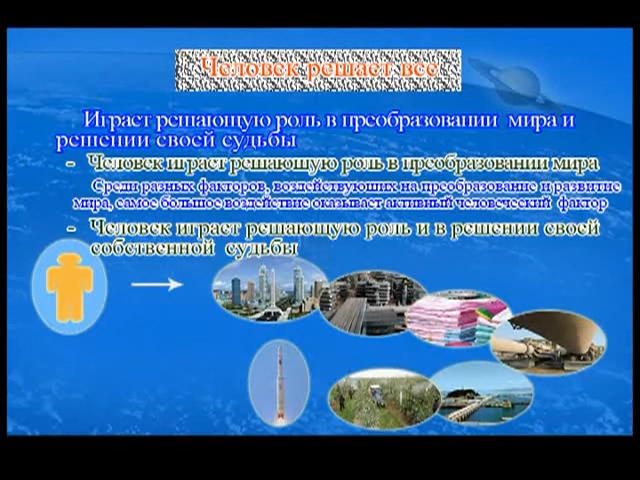 Человек решает все
Играет решающую роль в преобразовании мира и
решении своей судьбы
- Человек играет решающую роль в преобразовании мира
Среди разных факторов, воздействующих на преобразование и развитие
мира, самое большое воздействие оказывает активный человеческий фактор
- Человек играет решающую роль и в решении своей
собственной судьбы